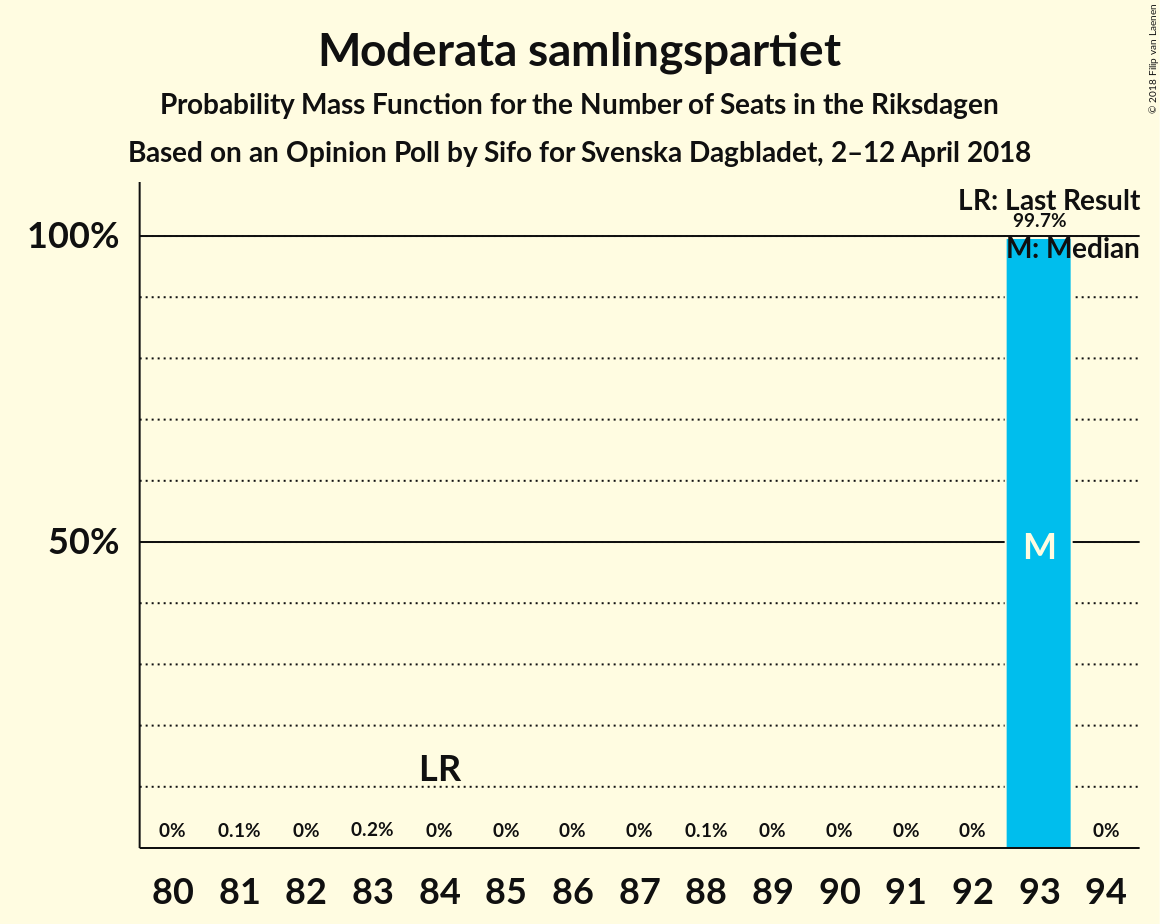 Moderata samlingspartiet
Probability Mass Function for the Number of Seats in the Riksdagen
Based on an Opinion Poll by Sifo for Svenska Dagbladet, 2–12 April 2018
© 2018 Filip van Laenen
LR: Last Result
99.7%
M: Median
100%
50%
M
LR
0% 0.1% 0% 0.2% 0% 0% 0% 0% 0.1% 0% 0% 0% 0% 0%
80 81 82 83 84 85 86 87 88 89 90 91 92 93 94